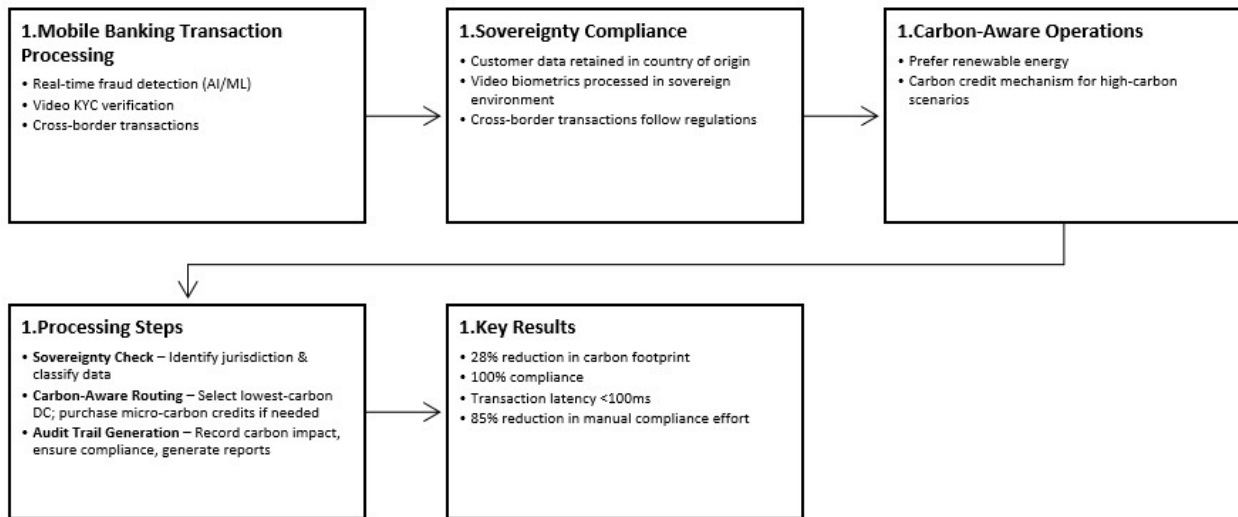 1.Mobile Banking Transaction
Processing
• Real-time fraud detection (AI/ML)
• Video KYC verification
• Cross-border transactions
1.Sovereignty Compliance
• Customer data retained in country of origin
• Video biometrics processed in sovereign
environment
• Cross-border transactions follow regulations
1.Carbon-Aware Operations
• Prefer renewable energy
• Carbon credit mechanism for high-carbon
scenarios
1.Processing Steps
• Sovereignty Check – Identify jurisdiction &
classify data
• Carbon-Aware Routing – Select lowest-carbon
DC; purchase micro-carbon credits if needed
• Audit Trail Generation – Record carbon impact,
ensure compliance, generate reports
1.Key Results
• 28% reduction in carbon footprint
• 100% compliance
• Transaction latency <100ms
• 85% reduction in manual compliance effort